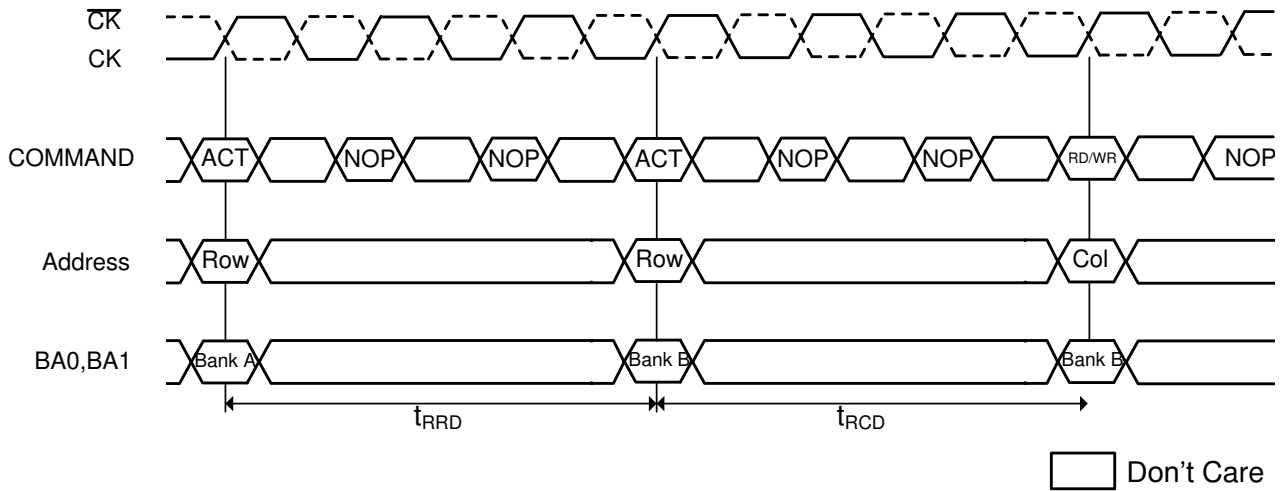 CK
CK
COMMAND ACT NOP NOP ACT NOP NOP RD/WR NOP
Address Row Row Col
BA0,BA1 Bank A Bank B Bank B
tRRD tRCD
Don't Care